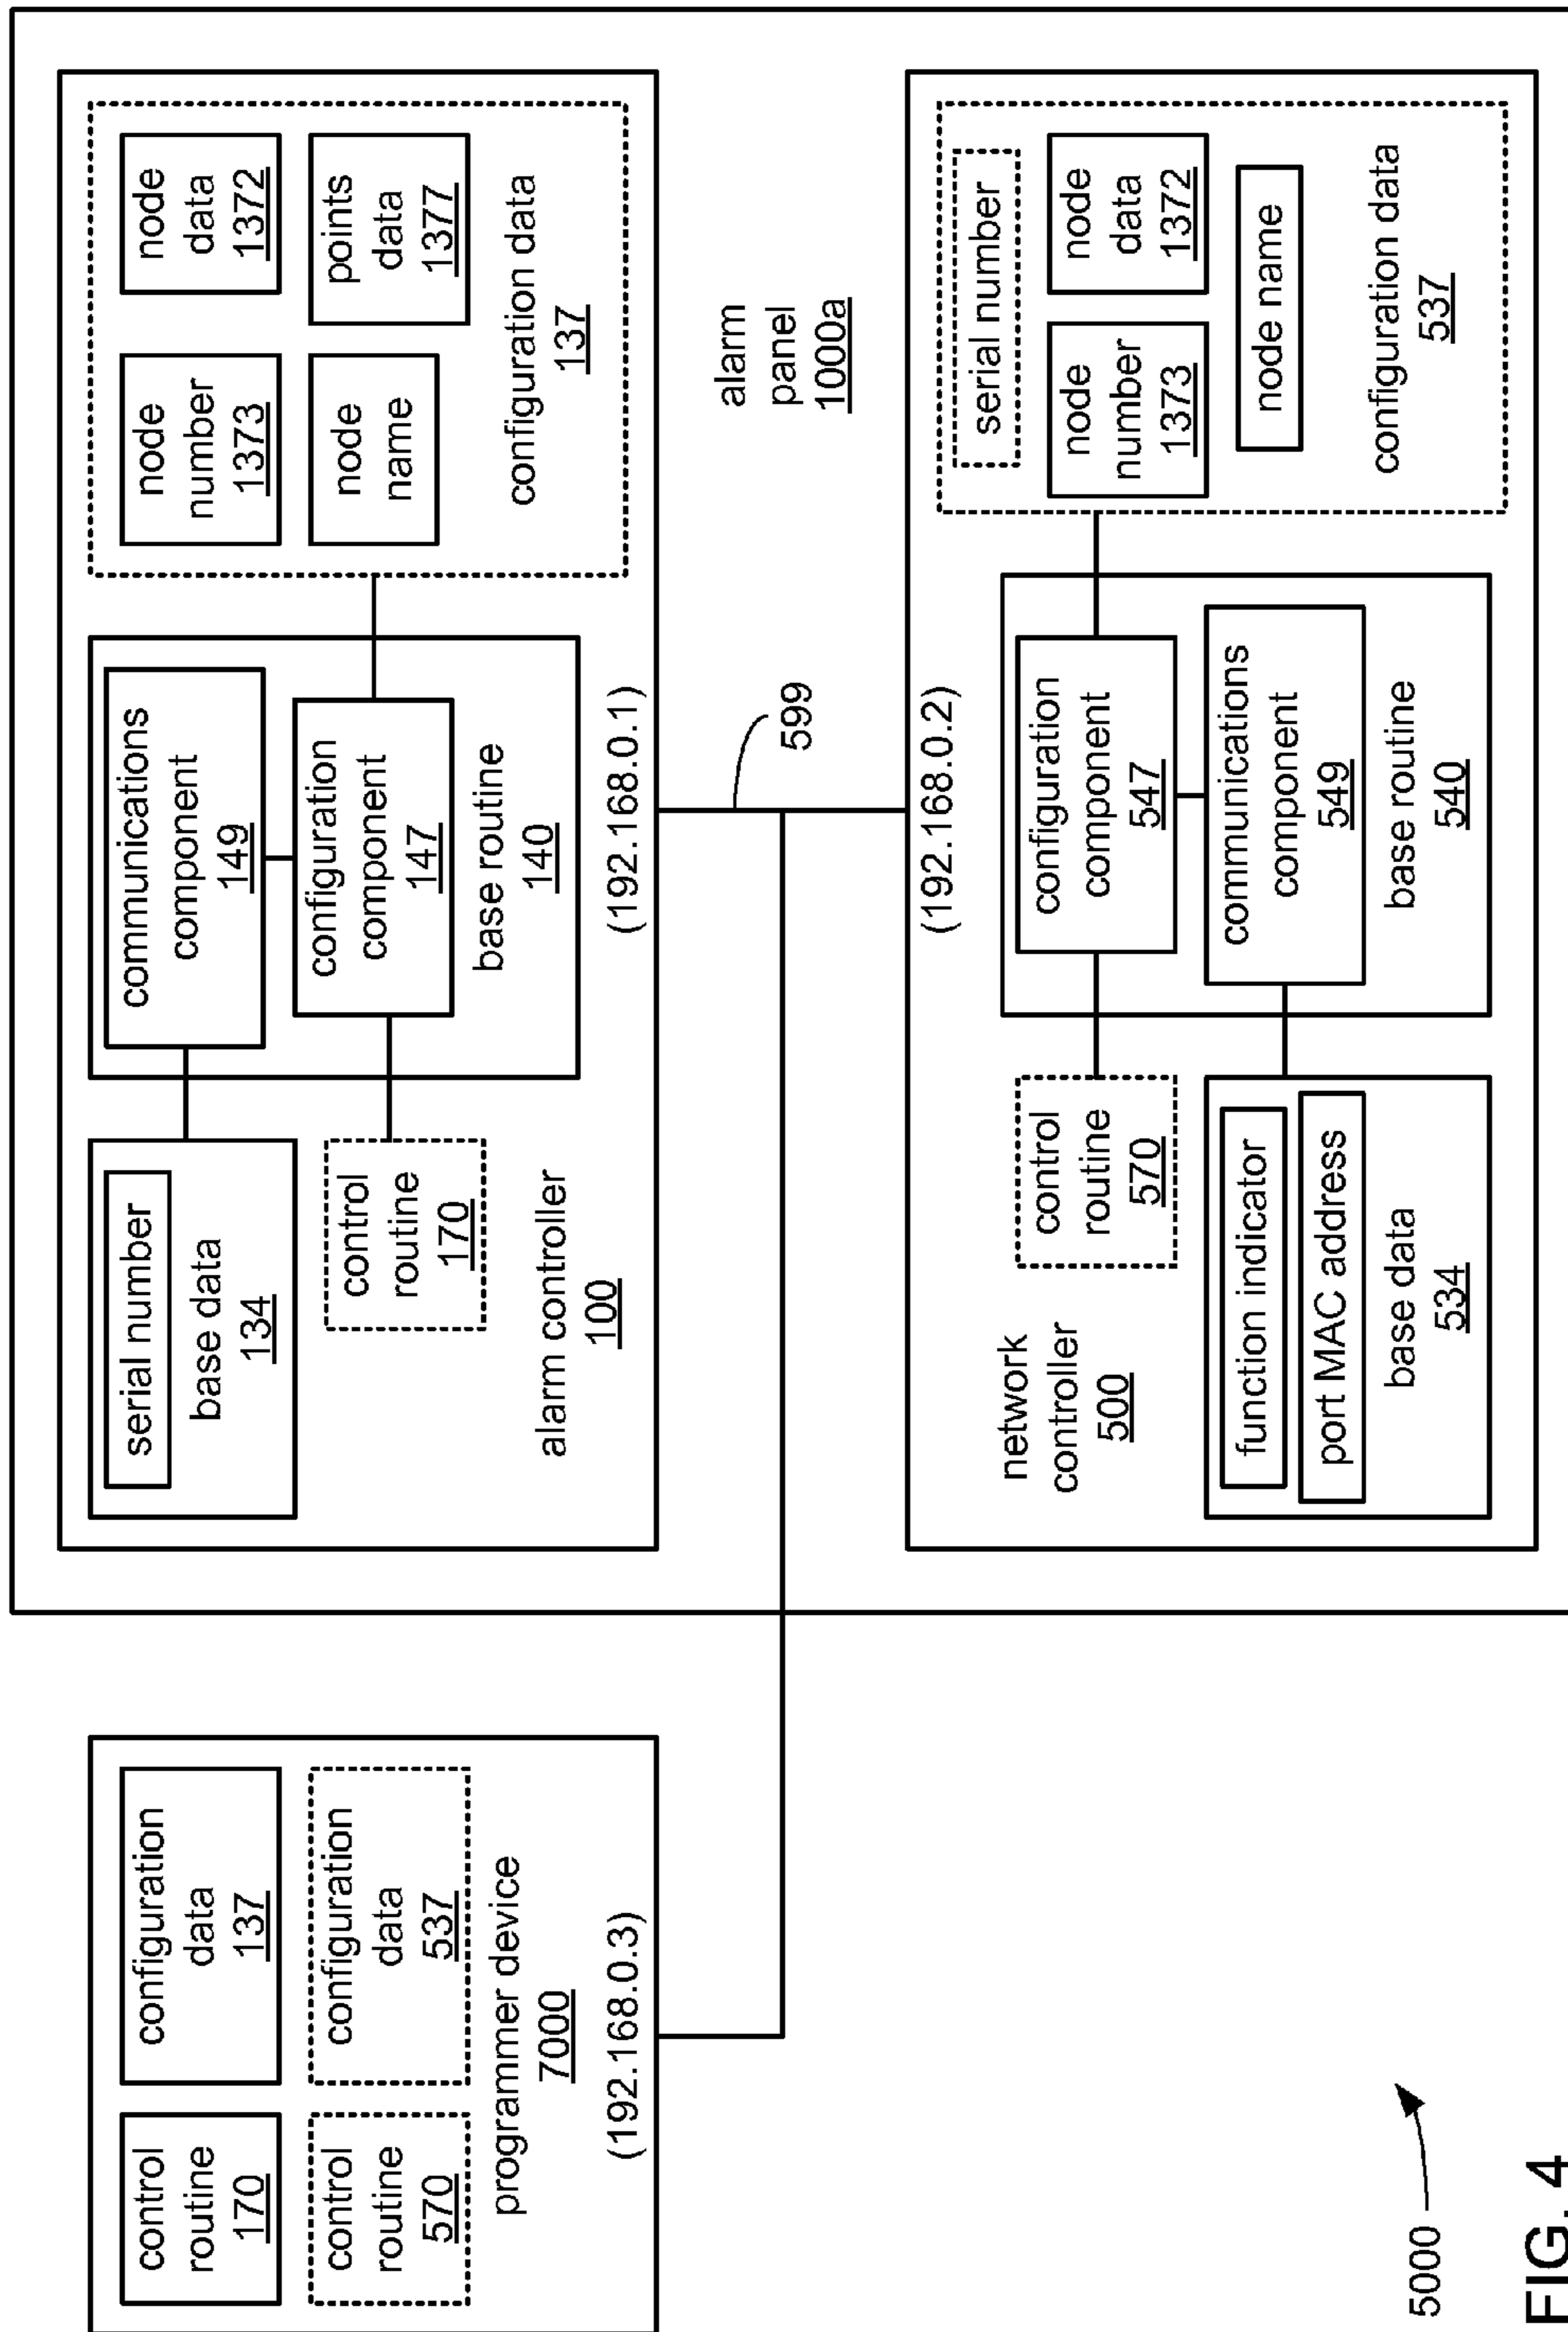 control
routine
170
configuration
data
137
control
routine
570
configuration
data
537
programmer device
7000
(192.168.0.3)
serial number
base data
134
control
routine
170
alarm controller
100
communications
component
149
configuration
component
147
base routine
140
(192.168.0.1)
node
number
1373
node
data
1372
node
name
points
data
1377
configuration data
137
599
alarm
panel
1000a
network
controller
500
control
routine
570
function indicator
port MAC address
base data
534
(192.168.0.2)
configuration
component
547
communications
component
549
base routine
540
serial number
node
number
1373
node
data
1372
node name
configuration data
537
5000
FIG. 4